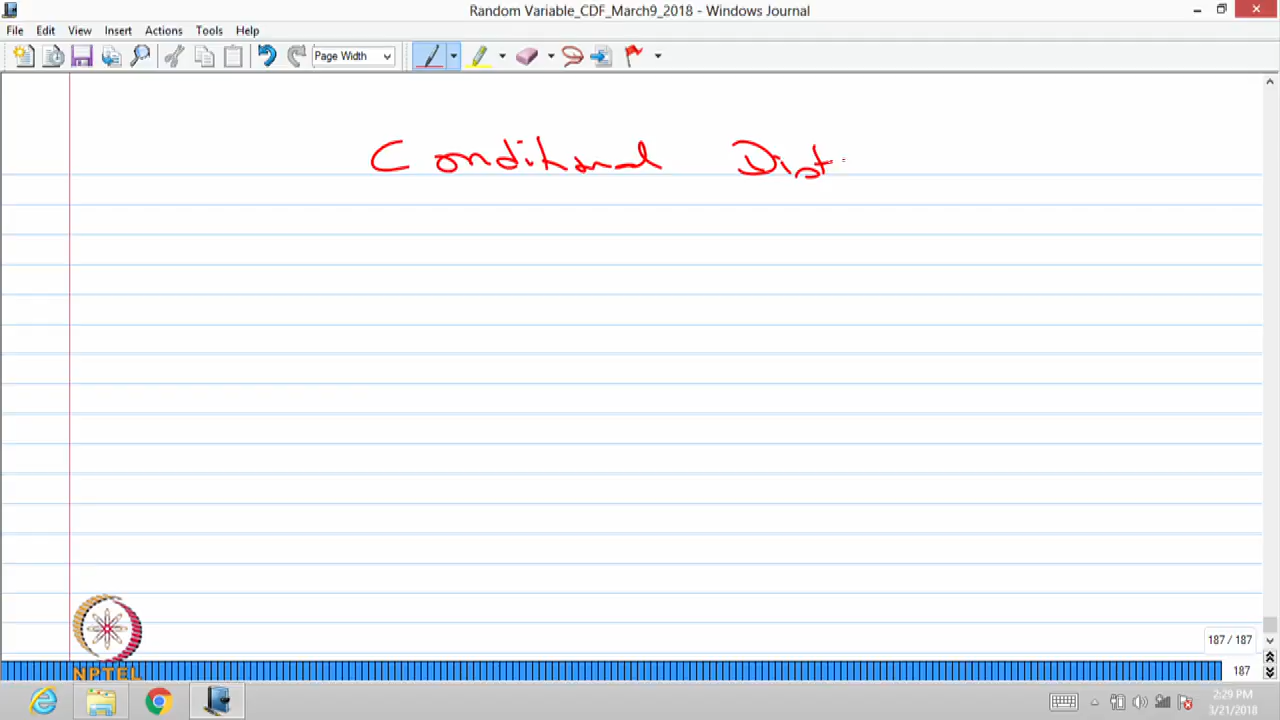 Random Variable_CDF_March9_2018 - Windows Journal
File Edit View Insert Actions Tools Help
Page Width
Conditional Dist
187 / 187
NPTEL
187
2:29 PM
3/21/2018